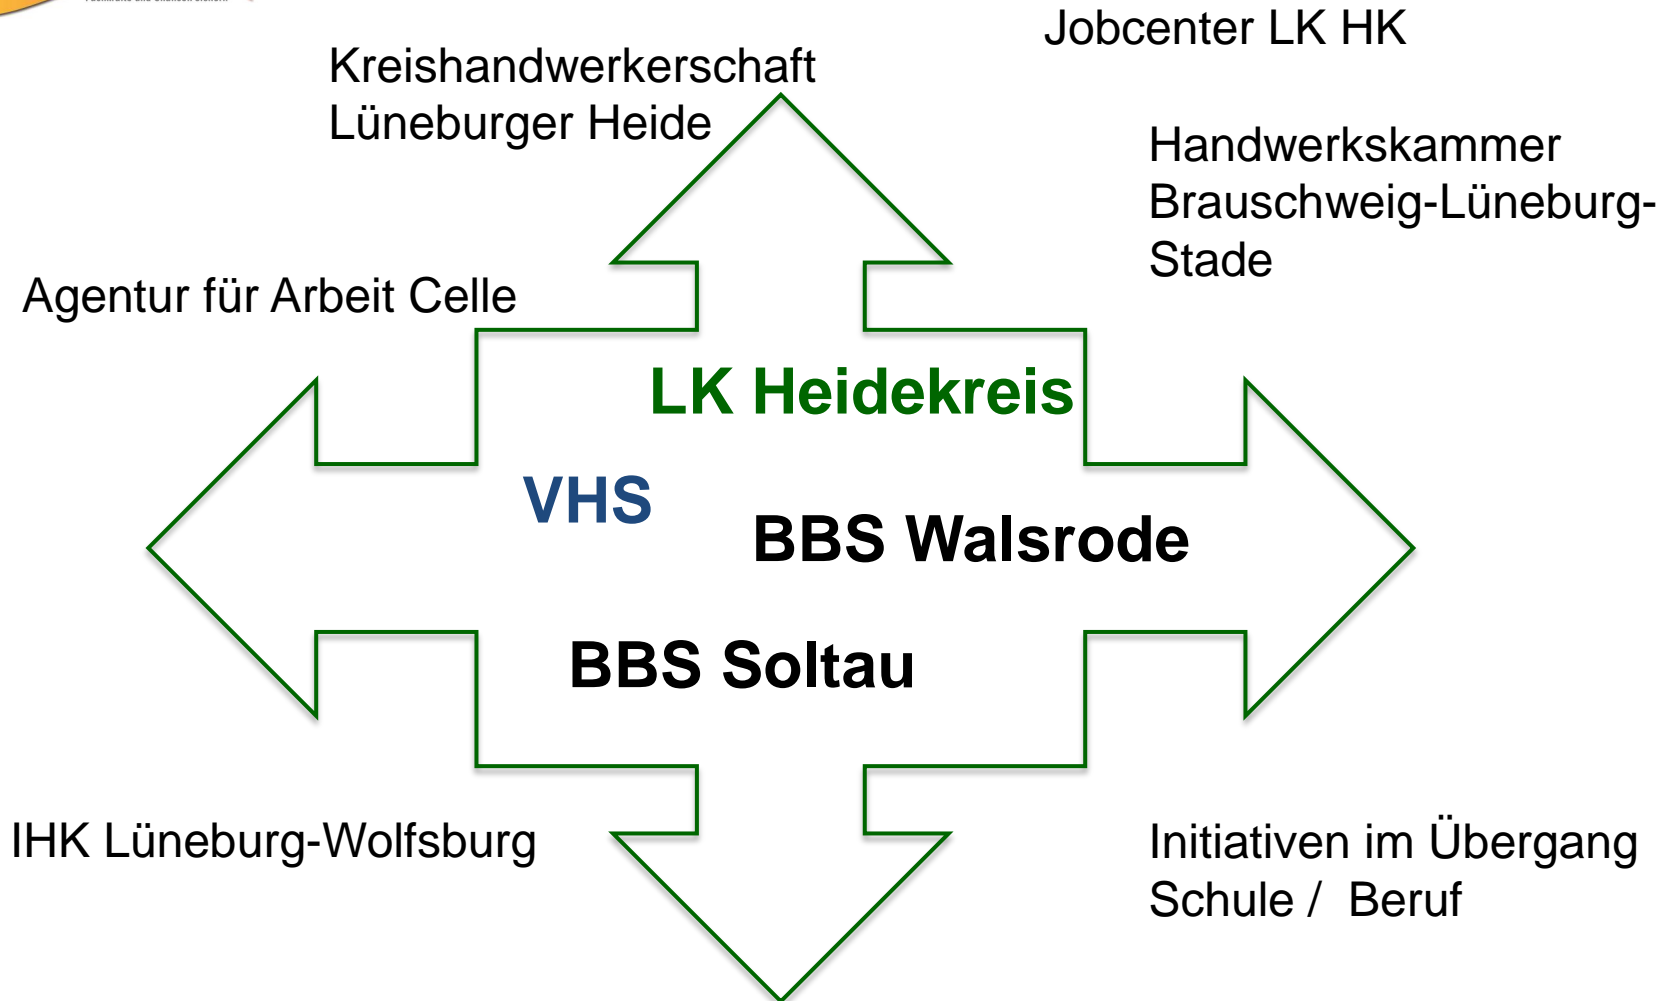 Jobcenter LK HK
Kreishandwerkerschaft
Lüneburger Heide
Handwerkskammer
Brauschweig-Lüneburg-
Stade
Agentur für Arbeit Celle
LK Heidekreis
VHS
BBS Walsrode
BBS Soltau
IHK Lüneburg-Wolfsburg
Initiativen im Übergang
Schule / Beruf